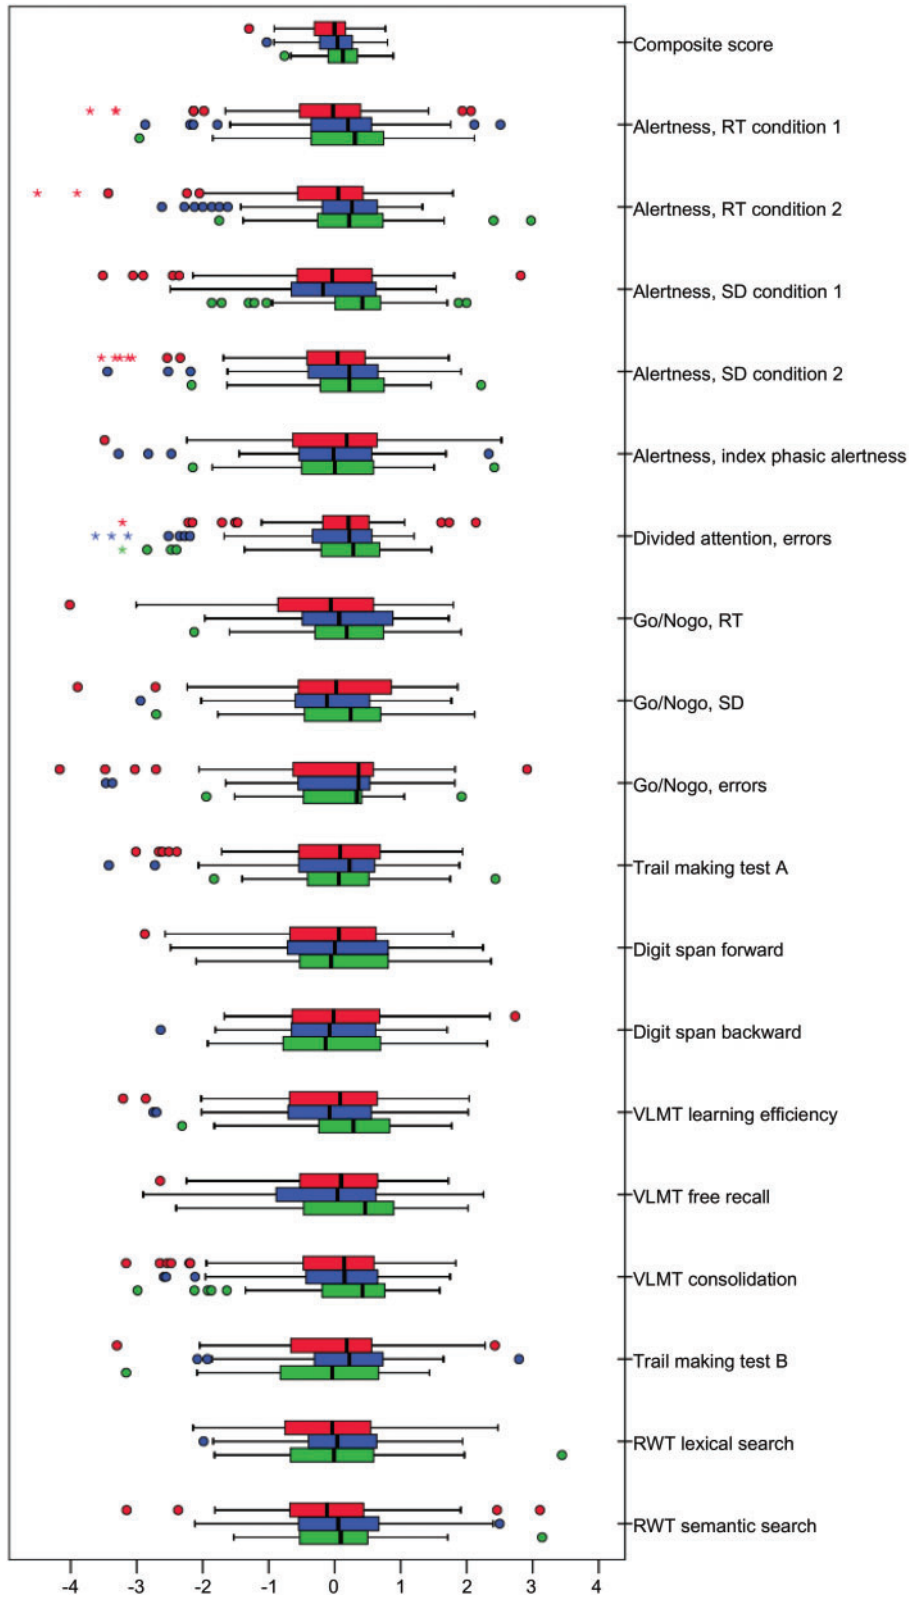 Composite score
Alertness, RT condition 1
Alertness, RT condition 2
Alertness, SD condition 1
Alertness, SD condition 2
Alertness, index phasic alertness
Divided attention, errors
Go/Nogo, RT
Go/Nogo, SD
Go/Nogo, errors
Trail making test A
Digit span forward
Digit span backward
VLMT learning efficiency
VLMT free recall
VLMT consolidation
Trail making test B
RWT lexical search
RWT semantic search
-4 -3 -2 -1 0 1 2 3 4